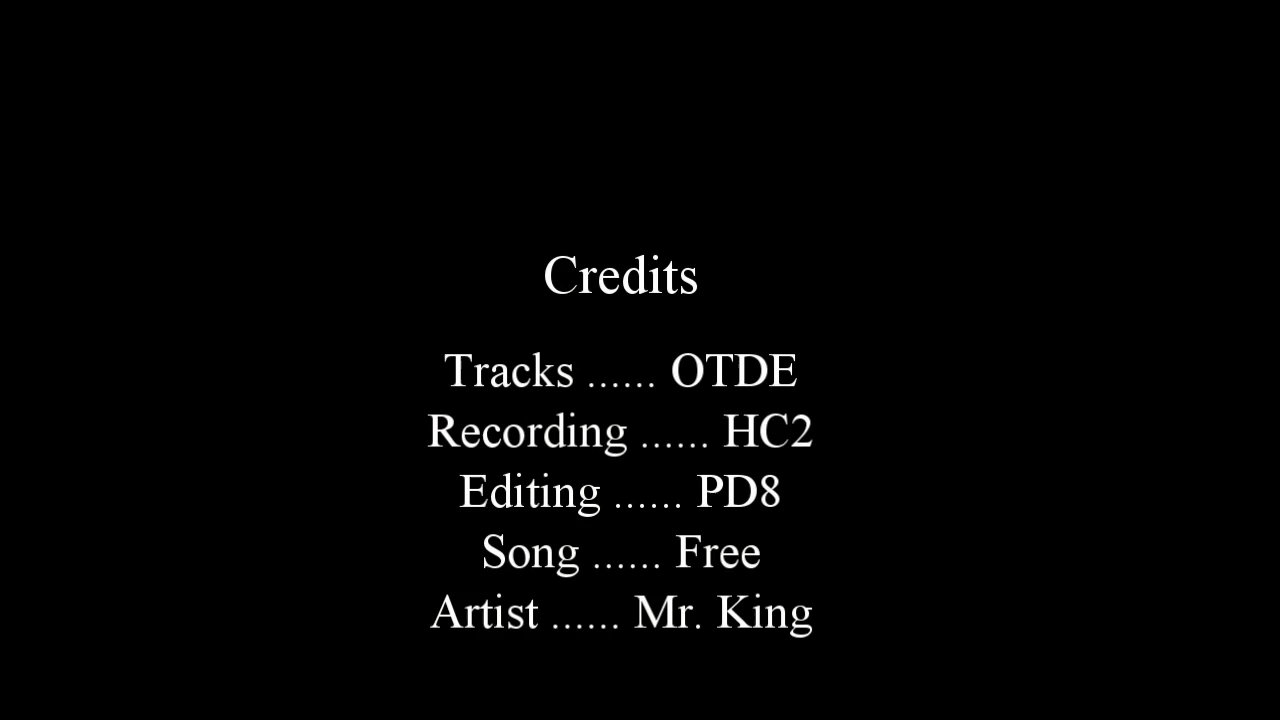 Credits
Tracks ...... OTDE
Recording ...... HC2
Editing ...... PD8
Song ...... Free
Artist ...... Mr. King